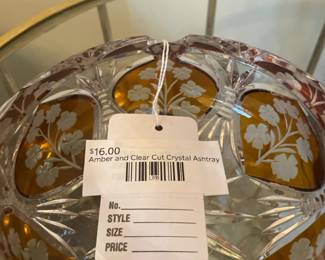 $16.00
Amber and Clear Cut Crystal Ashtray
No.
STYLE
SIZE
PRICE